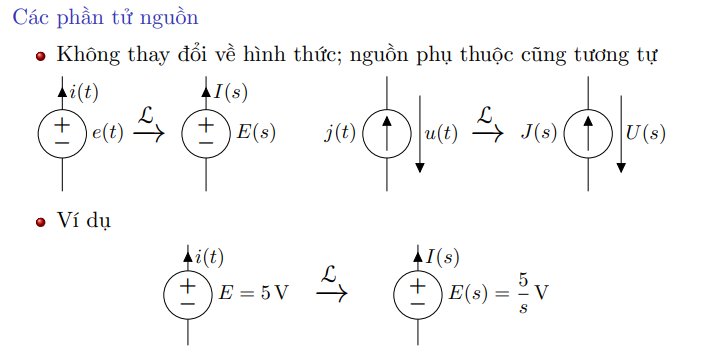 Các phần tử nguồn
Không thay đổi về hình thức; nguồn phụ thuộc cũng tương tự
i(t) ℒ I(s) ℒ
+ + 
− e(t) → − E(s) j(t) u(t) → J(s) U(s)
Ví dụ
i(t) ℒ I(s)
+ +
− E = 5 V → − E(s) = 5/s V